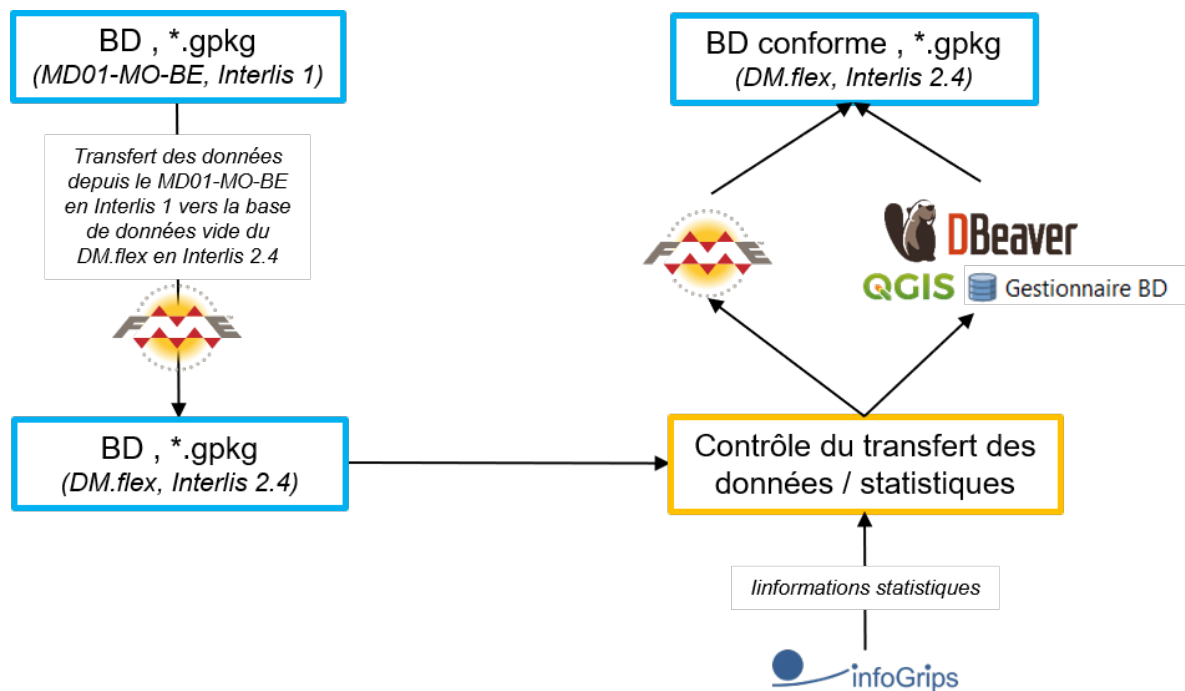 BD , *.gpkg
(MD01-MO-BE, Interlis 1)
Transfert des données
depuis le MD01-MO-BE
en Interlis 1 vers la base
de données vide du
DM.flex en Interlis 2.4
FME
BD , *.gpkg
(DM.flex, Interlis 2.4)
BD conforme , *.gpkg
(DM.flex, Interlis 2.4)
FME
DBeaver
QGIS
Gestionnaire BD
Contrôle du transfert des
données / statistiques
Iinformations statistiques
infoGrips